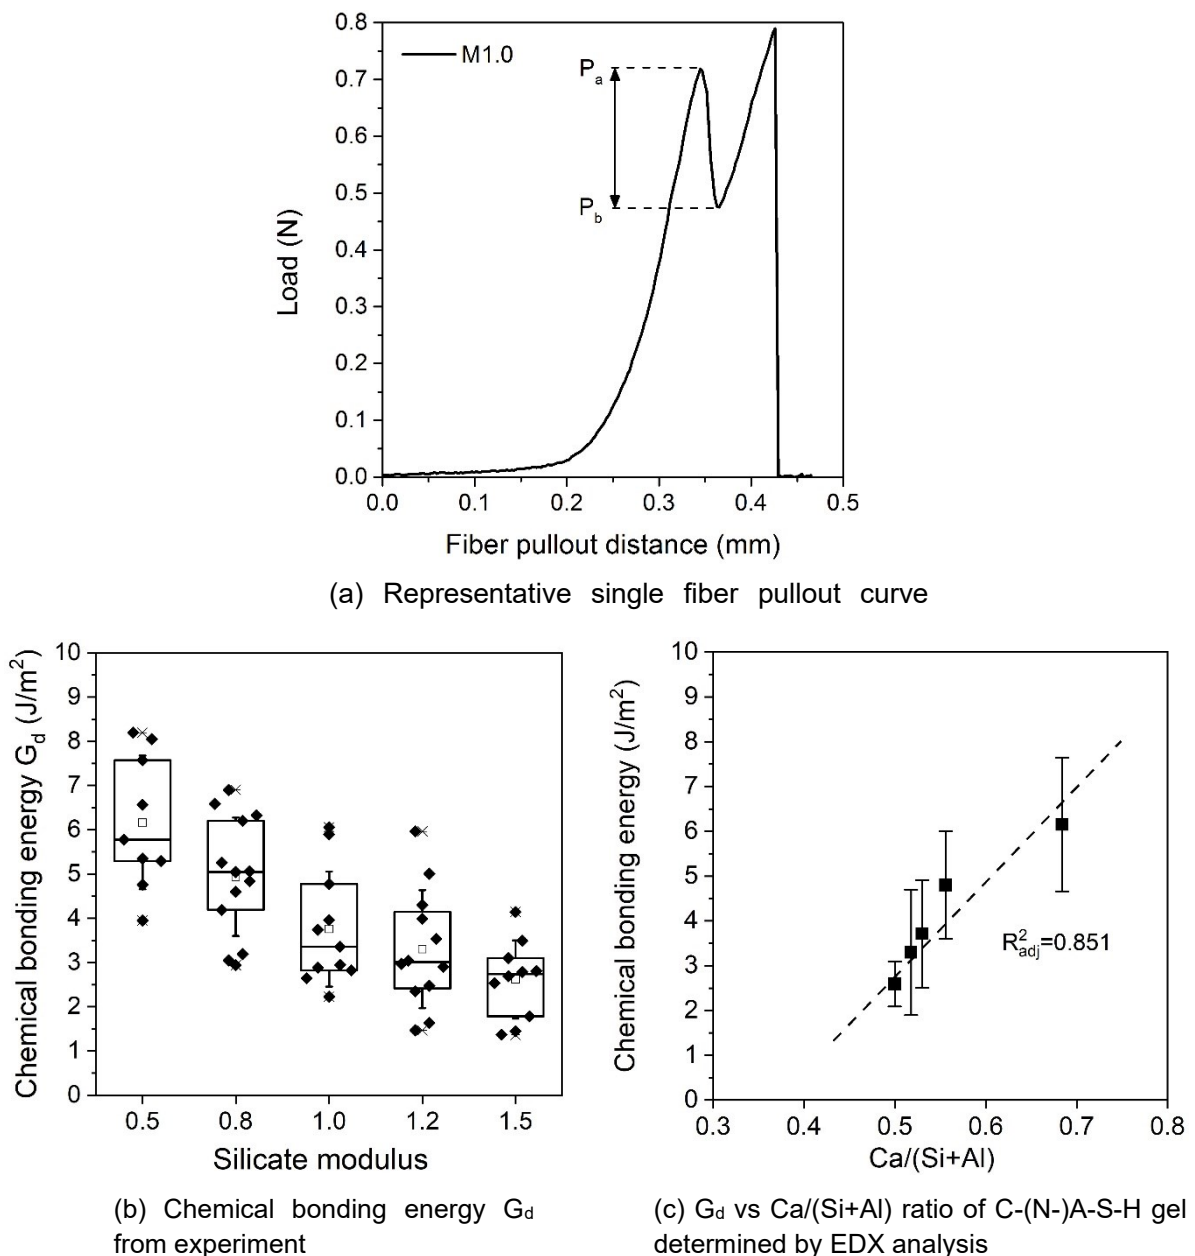 0.8
0.7
0.6
0.5
0.4
0.3
0.2
0.1
0.0
Load (N)
M1.0
Pa
Pb
0.0 0.1 0.2 0.3 0.4 0.5
Fiber pullout distance (mm)
(a) Representative single fiber pullout curve
10
9
8
7
6
5
4
3
2
1
0
Chemical bonding energy Gd (J/m²)
0.5 0.8 1.0 1.2 1.5
Silicate modulus
(b) Chemical bonding energy Gd
from experiment
10
9
8
7
6
5
4
3
2
1
0
Chemical bonding energy (J/m²)
R²adj=0.851
0.3 0.4 0.5 0.6 0.7 0.8
Ca/(Si+Al)
(c) Gd vs Ca/(Si+Al) ratio of C-(N-)A-S-H gel
determined by EDX analysis